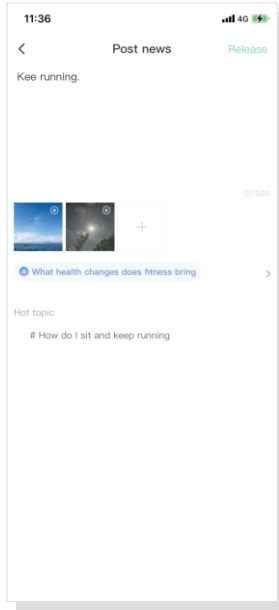 11:36
4G
Post news
Release
Kee running.
12/500
What health changes does fitness bring
Hot topic
# How do I sit and keep running